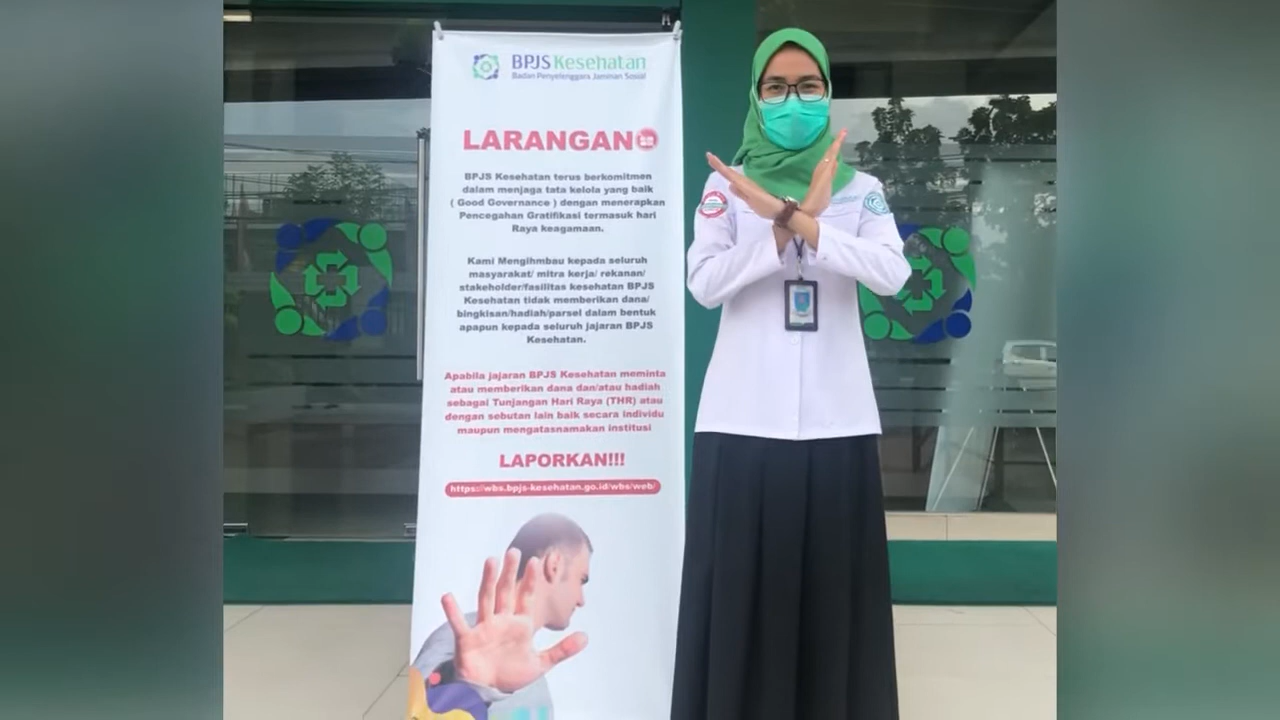 BPJS Kesehatan
Badan Penyelenggara Jaminan Sosial
LARANGAN
BPJS Kesehatan terus berkomitmen
dalam menjaga tata kelola yang baik
( Good Governance ) dengan menerapkan
Pencegahan Gratifikasi termasuk hari
Raya keagamaan.
Kami Mengihmbau kepada seluruh
masyarakat/ mitra kerja/ rekanan/
stakeholder/fasilitas kesehatan BPJS
Kesehatan tidak memberikan dana/
bingkisan/hadiah/parsel dalam bentuk
apapun kepada seluruh jajaran BPJS
Kesehatan.
Apabila jajaran BPJS Kesehatan meminta
atau memberikan dana dan/atau hadiah
sebagai Tunjangan Hari Raya (THR) atau
dengan sebutan lain baik secara individu
maupun mengatasnamakan institusi
LAPORKAN!!!
https://wbs.bpjs-kesehatan.go.id/wbs/web/